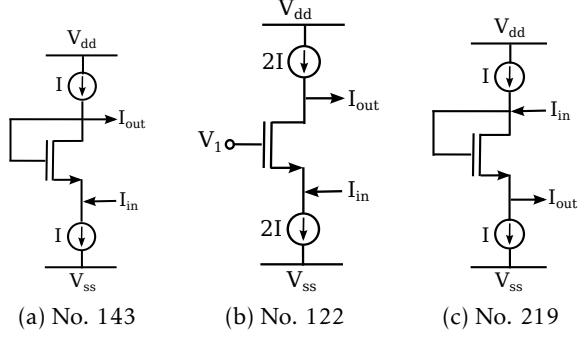 V_dd
I
I_out
I_in
I
V_ss
(a) No. 143
V_dd
2I
I_out
V_1
I_in
2I
V_ss
(b) No. 122
V_dd
I
I_in
I_out
I
V_ss
(c) No. 219